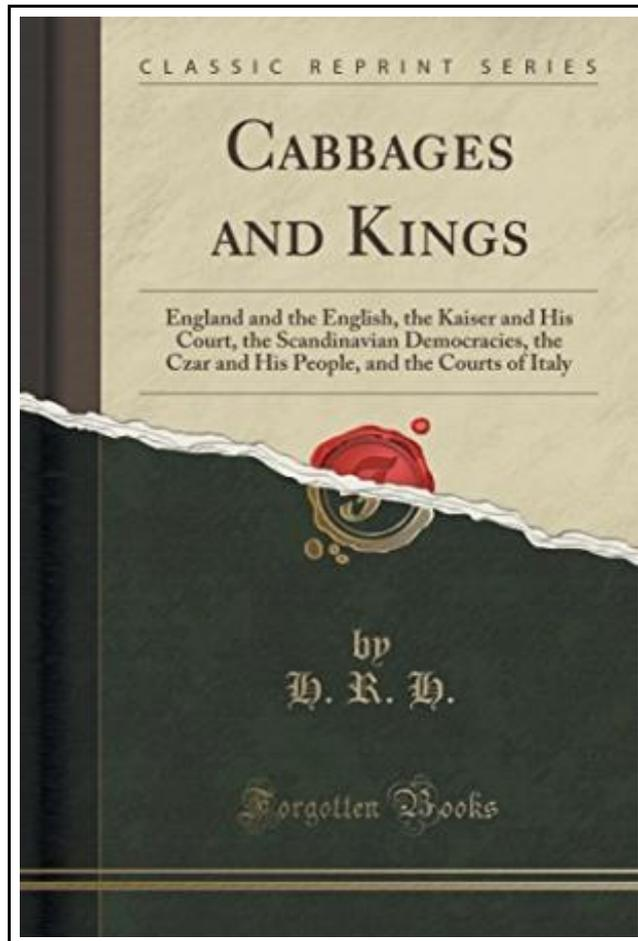 CLASSIC REPRINT SERIES
CABBAGES
AND KINGS
England and the English, the Kaiser and His
Court, the Scandinavian Democracies, the
Czar and His People, and the Courts of Italy
by
H. R. H.
Forgotten Books